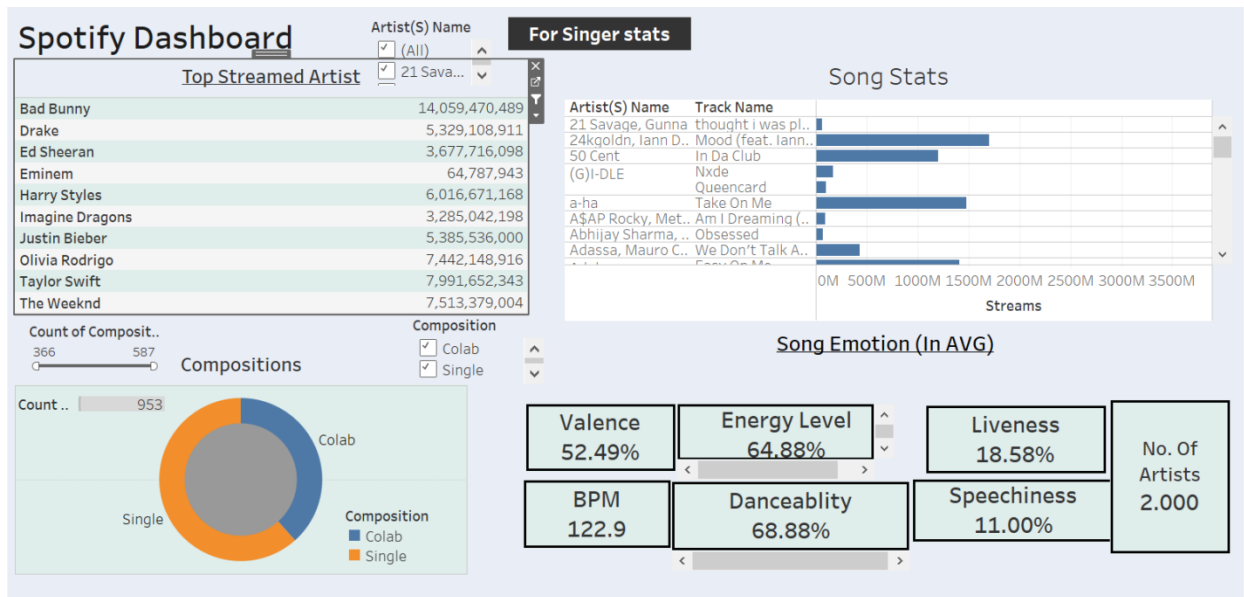 Spotify Dashboard
Artist(S) Name
(All)
21 Sava...
For Singer stats
Top Streamed Artist
Bad Bunny 14,059,470,489
Drake 5,329,108,911
Ed Sheeran 3,677,716,098
Eminem 64,787,943
Harry Styles 6,016,671,168
Imagine Dragons 3,285,042,198
Justin Bieber 5,385,536,000
Olivia Rodrigo 7,442,148,916
Taylor Swift 7,991,652,343
The Weeknd 7,513,379,004
Song Stats
Artist(S) Name Track Name
21 Savage, Gunna thought i was pl..
24kgoldn, Iann D.. Mood (feat. Iann..
50 Cent In Da Club
(G)I-DLE Nxde
Queencard
a-ha Take On Me
A$AP Rocky, Met.. Am I Dreaming (..
Abhijay Sharma, .. Obsessed
Adassa, Mauro C.. We Don't Talk A..
Easy On Me
0M 500M 1000M 1500M 2000M 2500M 3000M 3500M
Streams
Count of Composit..
366 587
Compositions
Composition
Colab
Single
Count .. 953
Colab
Single
Composition
Colab
Single
Song Emotion (In AVG)
Valence
52.49%
Energy Level
64.88%
Liveness
18.58%
No. Of
Artists
2.000
BPM
122.9
Danceablity
68.88%
Speechiness
11.00%